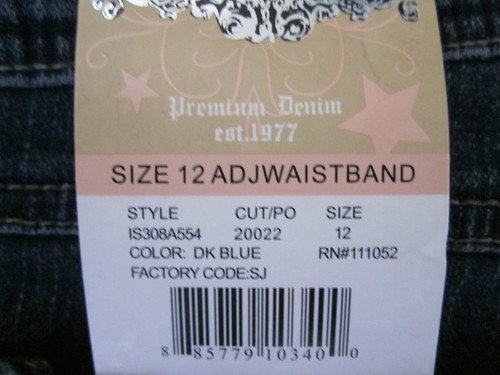 Premium Denim
est.1977
SIZE 12 ADJWAISTBAND
STYLE CUT/PO SIZE
IS308A554 20022 12
COLOR: DK BLUE RN#111052
FACTORY CODE:SJ
8 85779 10340 0